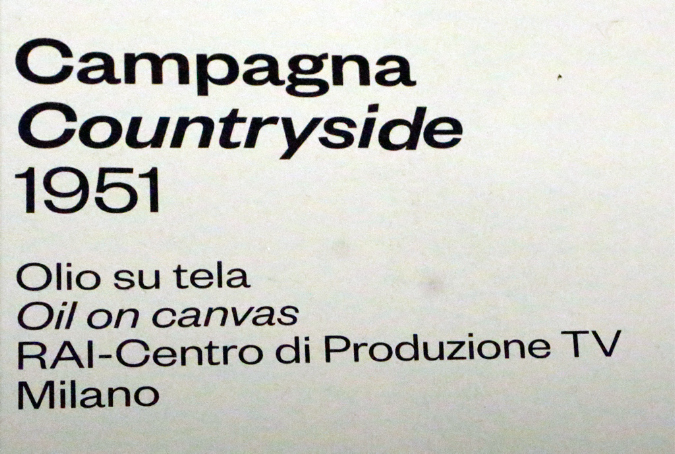 Campagna
Countryside
1951
Olio su tela
Oil on canvas
RAI-Centro di Produzione TV
Milano